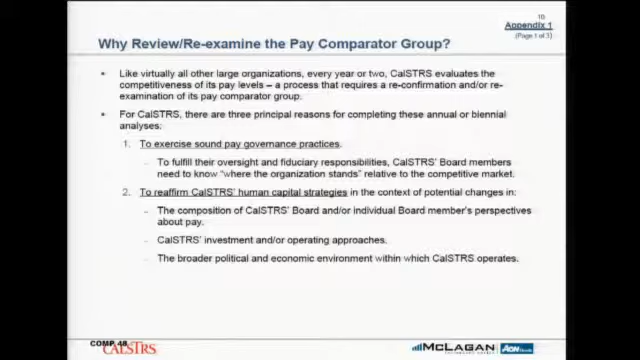 10
Appendix 1
(Page 1 of 3)
Why Review/Re-examine the Pay Comparator Group?
• Like virtually all other large organizations, every year or two, CalSTRS evaluates the
competitiveness of its pay levels – a process that requires a re-confirmation and/or re-
examination of its pay comparator group.
• For CalSTRS, there are three principal reasons for completing these annual or biennial
analyses:
1. To exercise sound pay governance practices.
– To fulfill their oversight and fiduciary responsibilities, CalSTRS' Board members
need to know "where the organization stands" relative to the competitive market.
2. To reaffirm CalSTRS' human capital strategies in the context of potential changes in:
– The composition of CalSTRS' Board and/or individual Board member's perspectives
about pay.
– CalSTRS' investment and/or operating approaches.
– The broader political and economic environment within which CalSTRS operates.
COMP 48
CALSTRS
McLAGAN
AON